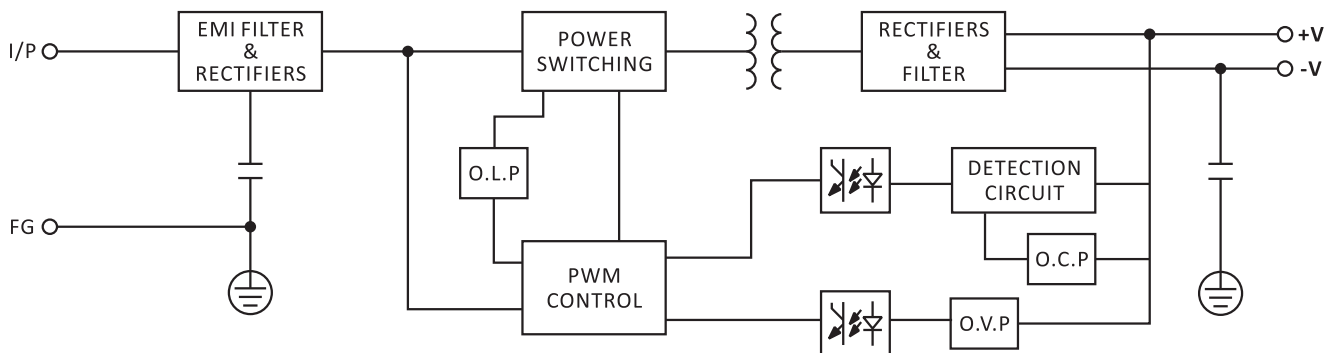 I/P
EMI FILTER
&
RECTIFIERS
POWER
SWITCHING
RECTIFIERS
&
FILTER
+V
-V
O.L.P
DETECTION
CIRCUIT
FG
PWM
CONTROL
O.C.P
O.V.P